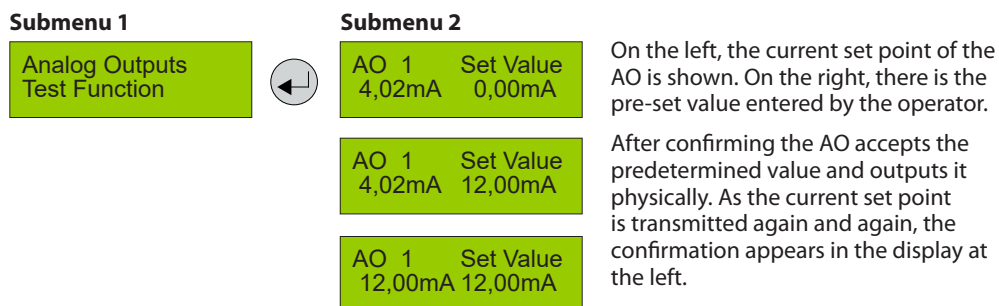 Submenu 1
Submenu 2
Analog Outputs
Test Function
AO 1 Set Value
4,02mA 0,00mA
On the left, the current set point of the
AO is shown. On the right, there is the
pre-set value entered by the operator.
AO 1 Set Value
4,02mA 12,00mA
After confirming the AO accepts the
predetermined value and outputs it
physically. As the current set point
is transmitted again and again, the
confirmation appears in the display at
the left.
AO 1 Set Value
12,00mA 12,00mA